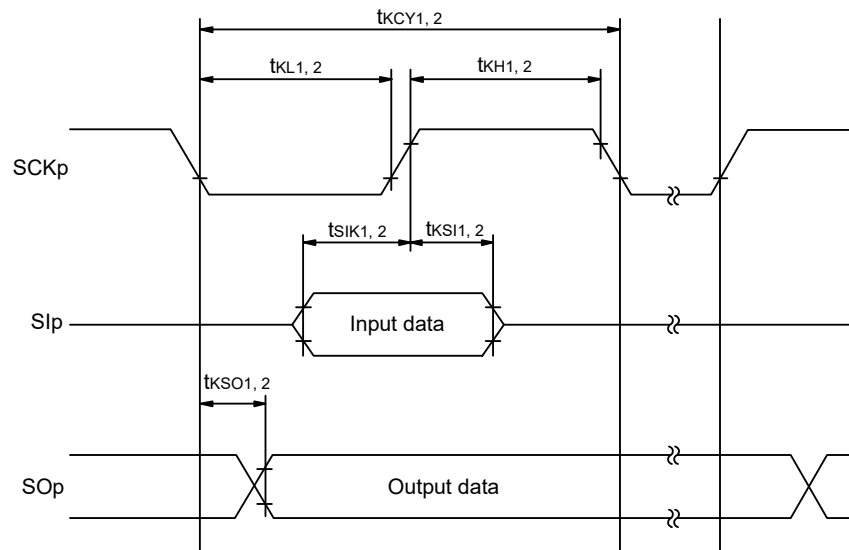 tKCY1, 2
tKL1, 2
tKH1, 2
SCKp
tSIK1, 2
tKSI1, 2
SIp
Input data
tKSO1, 2
SOp
Output data